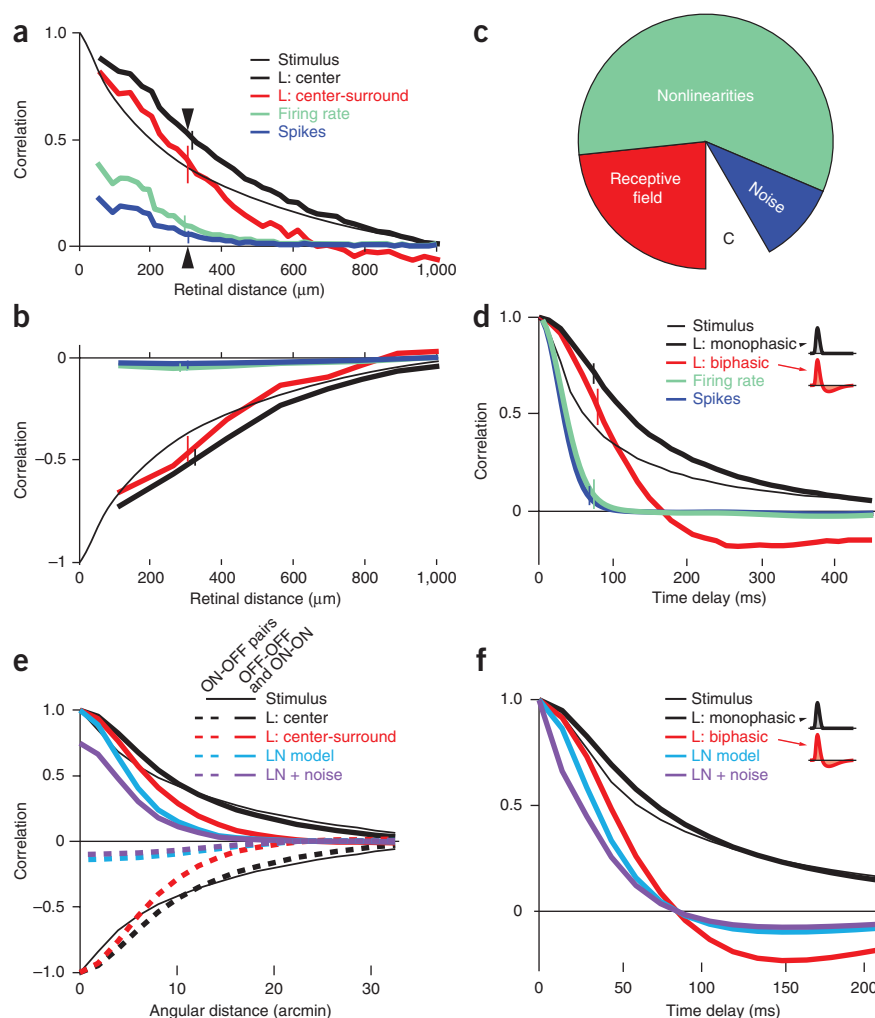 a
1.0
0.5
0
Correlation
Stimulus
L: center
L: center-surround
Firing rate
Spikes
0 200 400 600 800 1,000
Retinal distance (μm)
b
0
–0.5
–1
Correlation
0 200 400 600 800 1,000
Retinal distance (μm)
c
Nonlinearities
Receptive
field
C
Noise
d
1.0
0.5
0
Correlation
Stimulus
L: monophasic
L: biphasic
Firing rate
Spikes
0 100 200 300 400
Time delay (ms)
e
ON-OFF pairs
OFF-OFF
and ON-ON
1.0
0.5
0
–0.5
–1.0
Correlation
Stimulus
L: center
L: center-surround
LN model
LN + noise
0 10 20 30
Angular distance (arcmin)
f
1.0
0.5
0
Correlation
Stimulus
L: monophasic
L: biphasic
LN model
LN + noise
0 50 100 150 200
Time delay (ms)